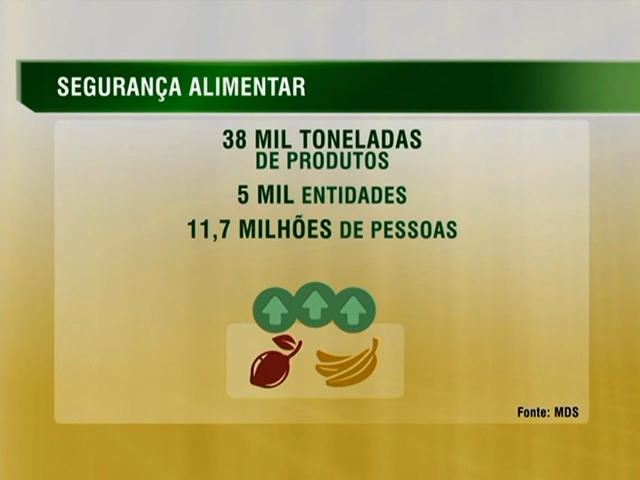 SEGURANÇA ALIMENTAR
38 MIL TONELADAS
DE PRODUTOS
5 MIL ENTIDADES
11,7 MILHÕES DE PESSOAS
Fonte: MDS